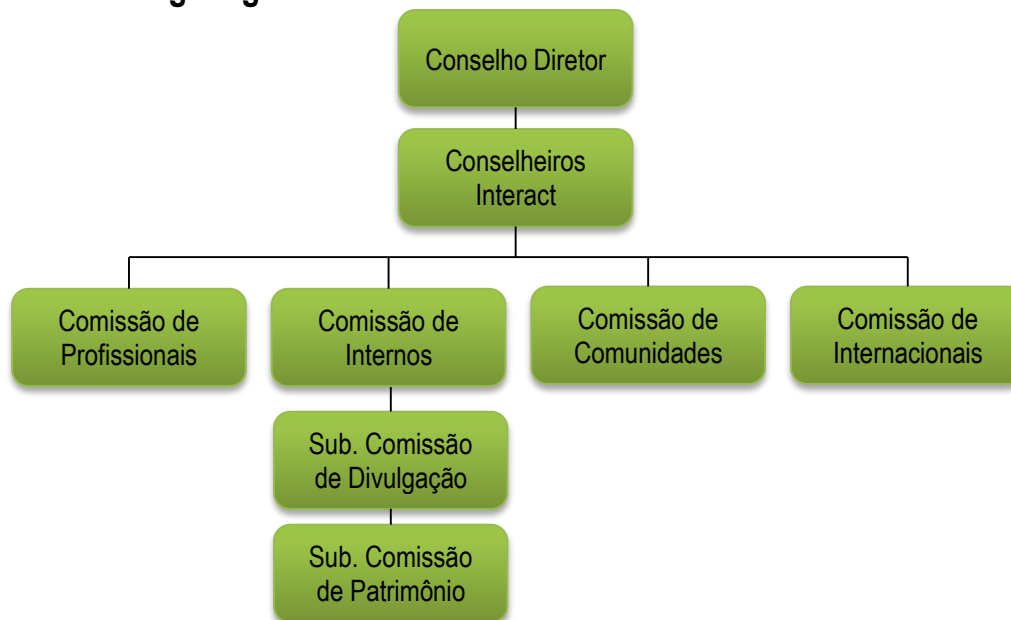 Conselho Diretor
Conselheiros
Interact
Comissão de
Profissionais
Comissão de
Internos
Comissão de
Comunidades
Comissão de
Internacionais
Sub. Comissão
de Divulgação
Sub. Comissão
de Patrimônio